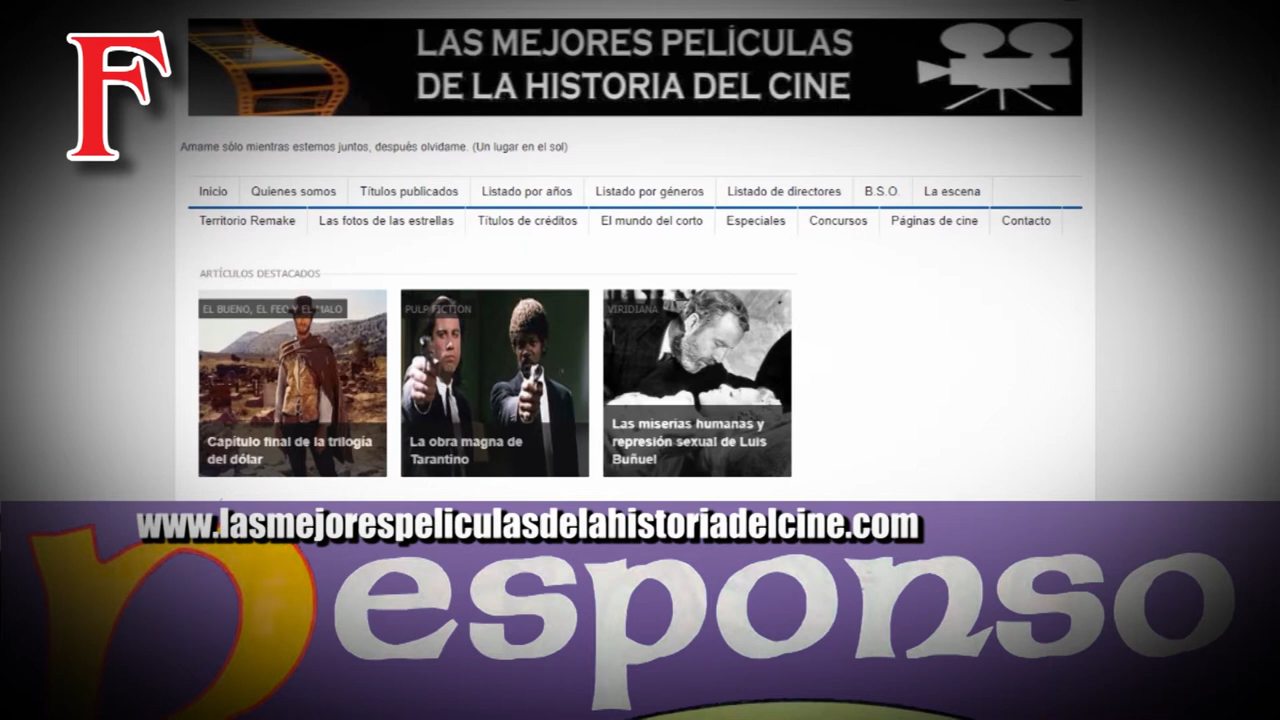 F
LAS MEJORES PELÍCULAS
DE LA HISTORIA DEL CINE
Amame sólo mientras estemos juntos, después olvidame. (Un lugar en el sol)
Inicio Quienes somos Títulos publicados Listado por años Listado por géneros Listado de directores B.S.O. La escena
Territorio Remake Las fotos de las estrellas Títulos de créditos El mundo del corto Especiales Concursos Páginas de cine Contacto
ARTÍCULOS DESTACADOS
EL BUENO, EL FEO Y EL MALO
Capítulo final de la trilogía
del dólar
PULP FICTION
La obra magna de
Tarantino
VIRIDIANA
Las miserias humanas y
represión sexual de Luis
Buñuel
www.lasmejorespeliculasdelahistoriadelcine.com
Responso